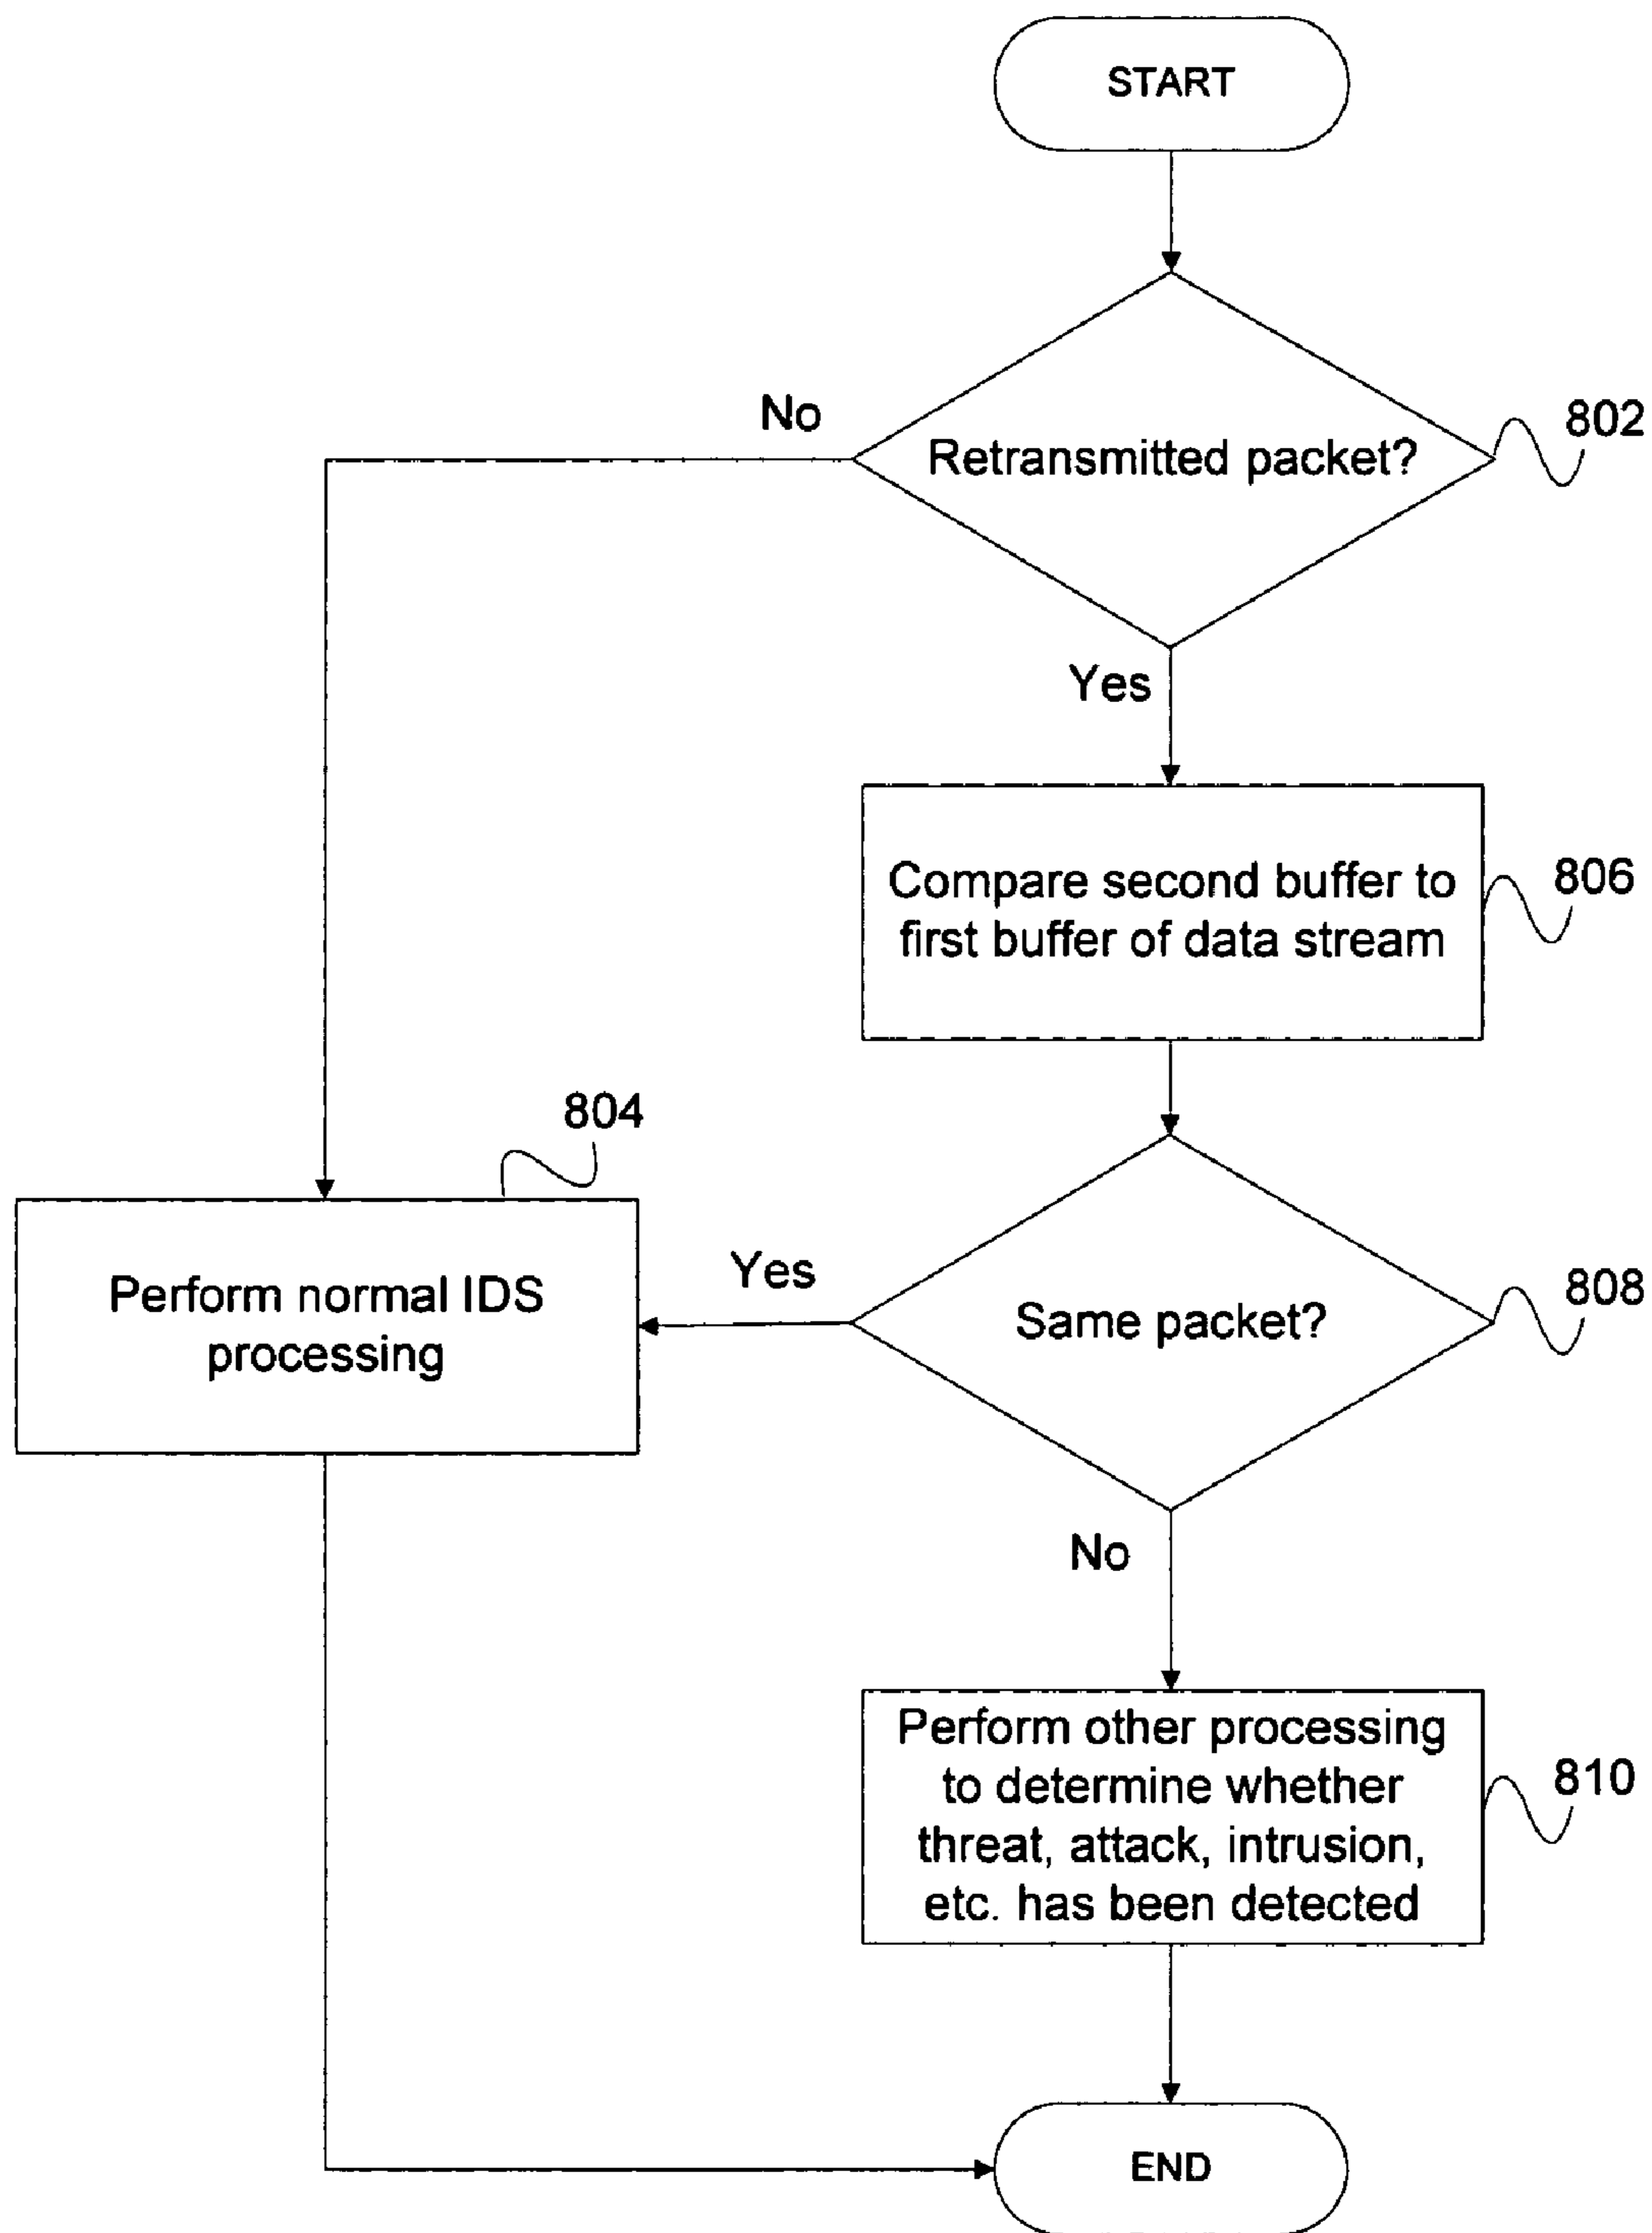 START
No
Retransmitted packet?
802
Yes
Compare second buffer to
first buffer of data stream
806
804
Perform normal IDS
processing
Yes
Same packet?
808
No
Perform other processing
to determine whether
threat, attack, intrusion,
etc. has been detected
810
END